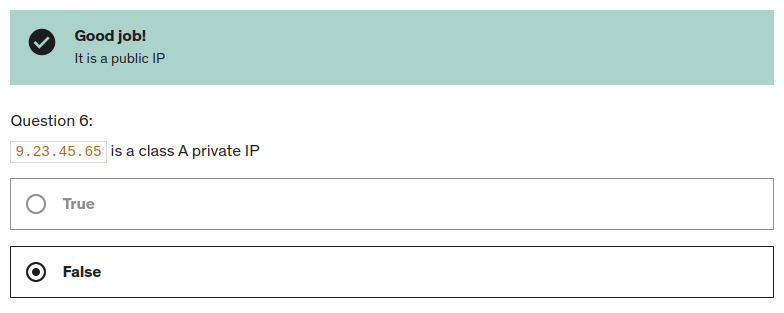 Good job!
It is a public IP
Question 6:
9.23.45.65 is a class A private IP
True
False